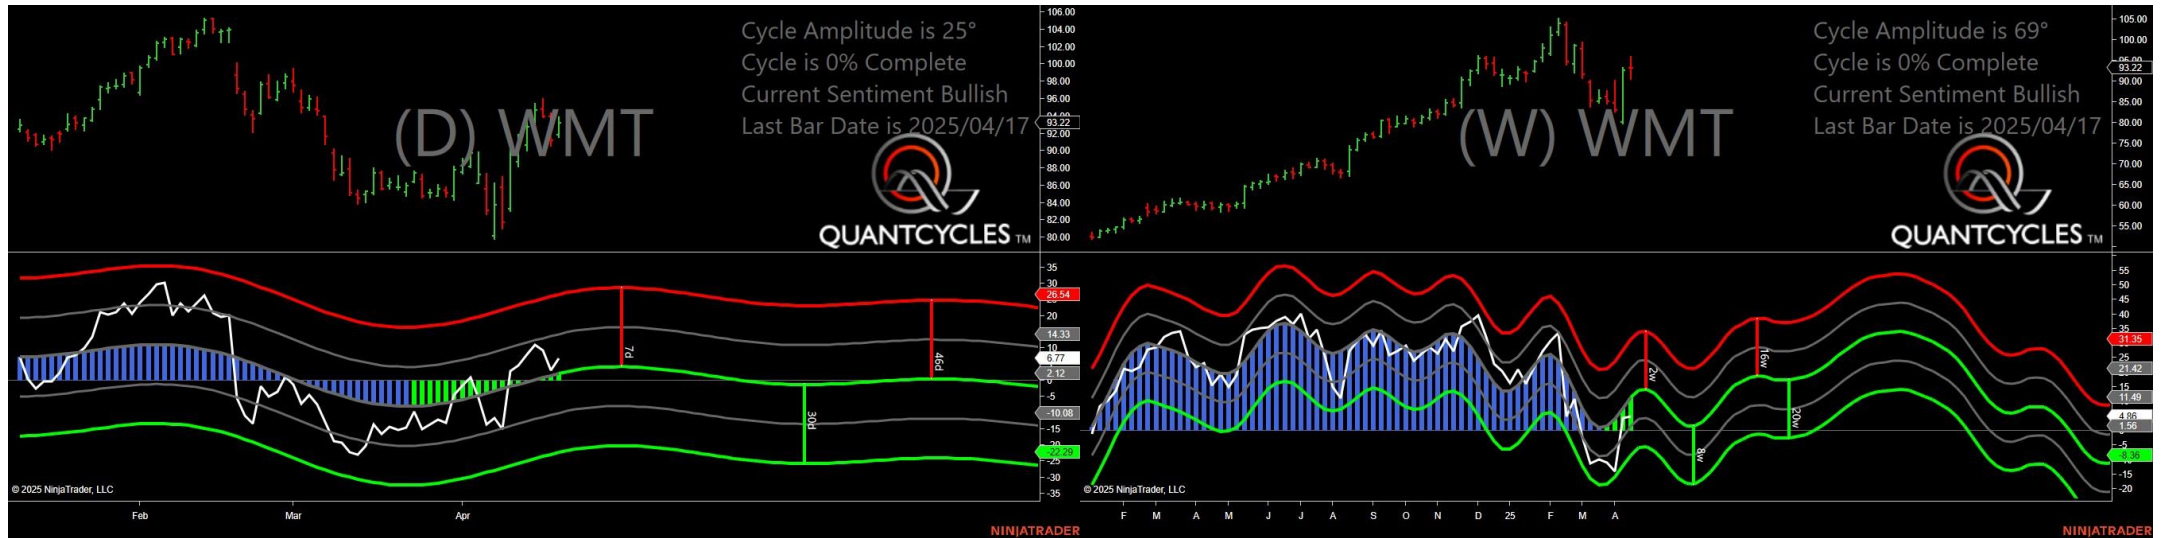 Cycle Amplitude is 25°
Cycle is 0% Complete
Current Sentiment Bullish
Last Bar Date is 2025/04/17
(D) WMT
QUANTCYCLES TM
106.00
104.00
102.00
100.00
98.00
96.00
93.22
92.00
90.00
88.00
86.00
84.00
82.00
80.00
35
26.54
20
14.33
10
6.77
2.12
-5
-10.08
-15
-22.29
-25
-30
-35
7d
30d
46d
© 2025 NinjaTrader, LLC
Feb Mar Apr
NINJATRADER
Cycle Amplitude is 69°
Cycle is 0% Complete
Current Sentiment Bullish
Last Bar Date is 2025/04/17
(W) WMT
QUANTCYCLES TM
105.00
100.00
95.00
93.22
90.00
85.00
80.00
75.00
70.00
65.00
60.00
55.00
55
50
45
40
35
31.35
21.42
15
11.49
4.86
1.56
-5
-8.36
-15
-20
2w
8w
16w
20w
© 2025 NinjaTrader, LLC
F M A M J J A S O N D 25 F M A
NINJATRADER